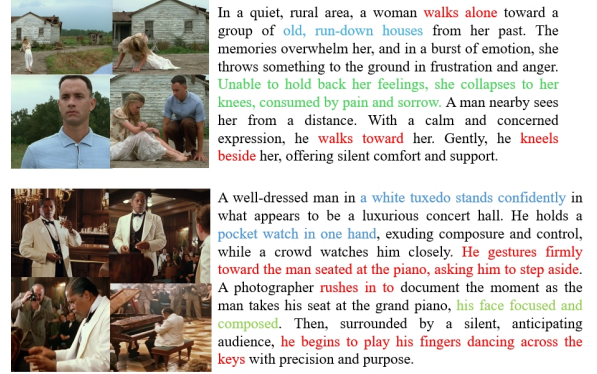 In a quiet, rural area, a woman walks alone toward a
group of old, run-down houses from her past. The
memories overwhelm her, and in a burst of emotion, she
throws something to the ground in frustration and anger.
Unable to hold back her feelings, she collapses to her
knees, consumed by pain and sorrow. A man nearby sees
her from a distance. With a calm and concerned
expression, he walks toward her. Gently, he kneels
beside her, offering silent comfort and support.
A well-dressed man in a white tuxedo stands confidently in
what appears to be a luxurious concert hall. He holds a
pocket watch in one hand, exuding composure and control,
while a crowd watches him closely. He gestures firmly
toward the man seated at the piano, asking him to step aside.
A photographer rushes in to document the moment as the
man takes his seat at the grand piano, his face focused and
composed. Then, surrounded by a silent, anticipating
audience, he begins to play his fingers dancing across the
keys with precision and purpose.